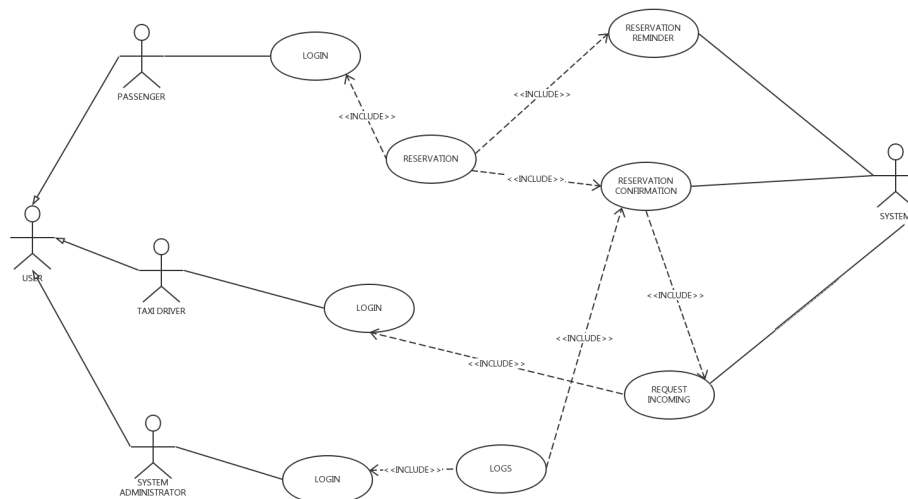 RESERVATION
REMINDER
LOGIN
PASSENGER
<<INCLUDE>>
<<INCLUDE>>
RESERVATION
<<INCLUDE>>
RESERVATION
CONFIRMATION
SYSTEM
USER
<<INCLUDE>>
TAXI DRIVER
LOGIN
<<INCLUDE>>
<<INCLUDE>>
REQUEST
INCOMING
LOGIN
<<INCLUDE>>
LOGS
SYSTEM
ADMINISTRATOR